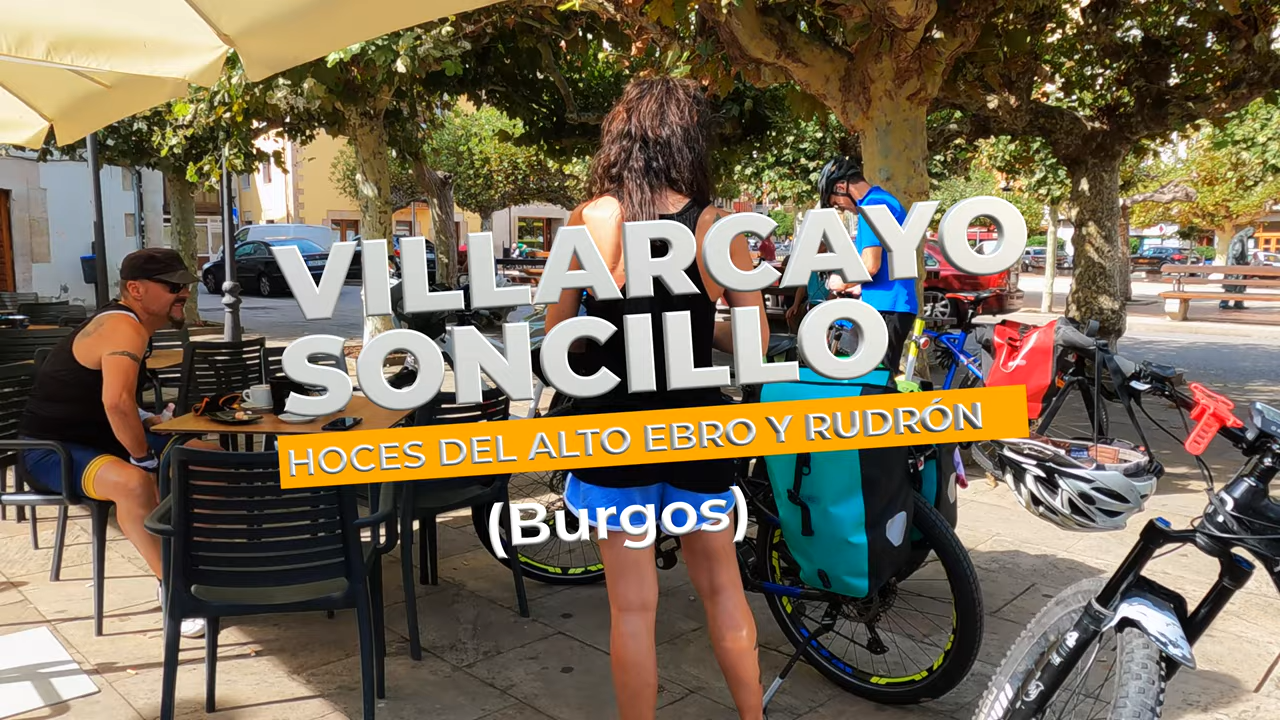 VILLARCAYO
SONCILLO
HOCES DEL ALTO EBRO Y RUDRÓN
(Burgos)